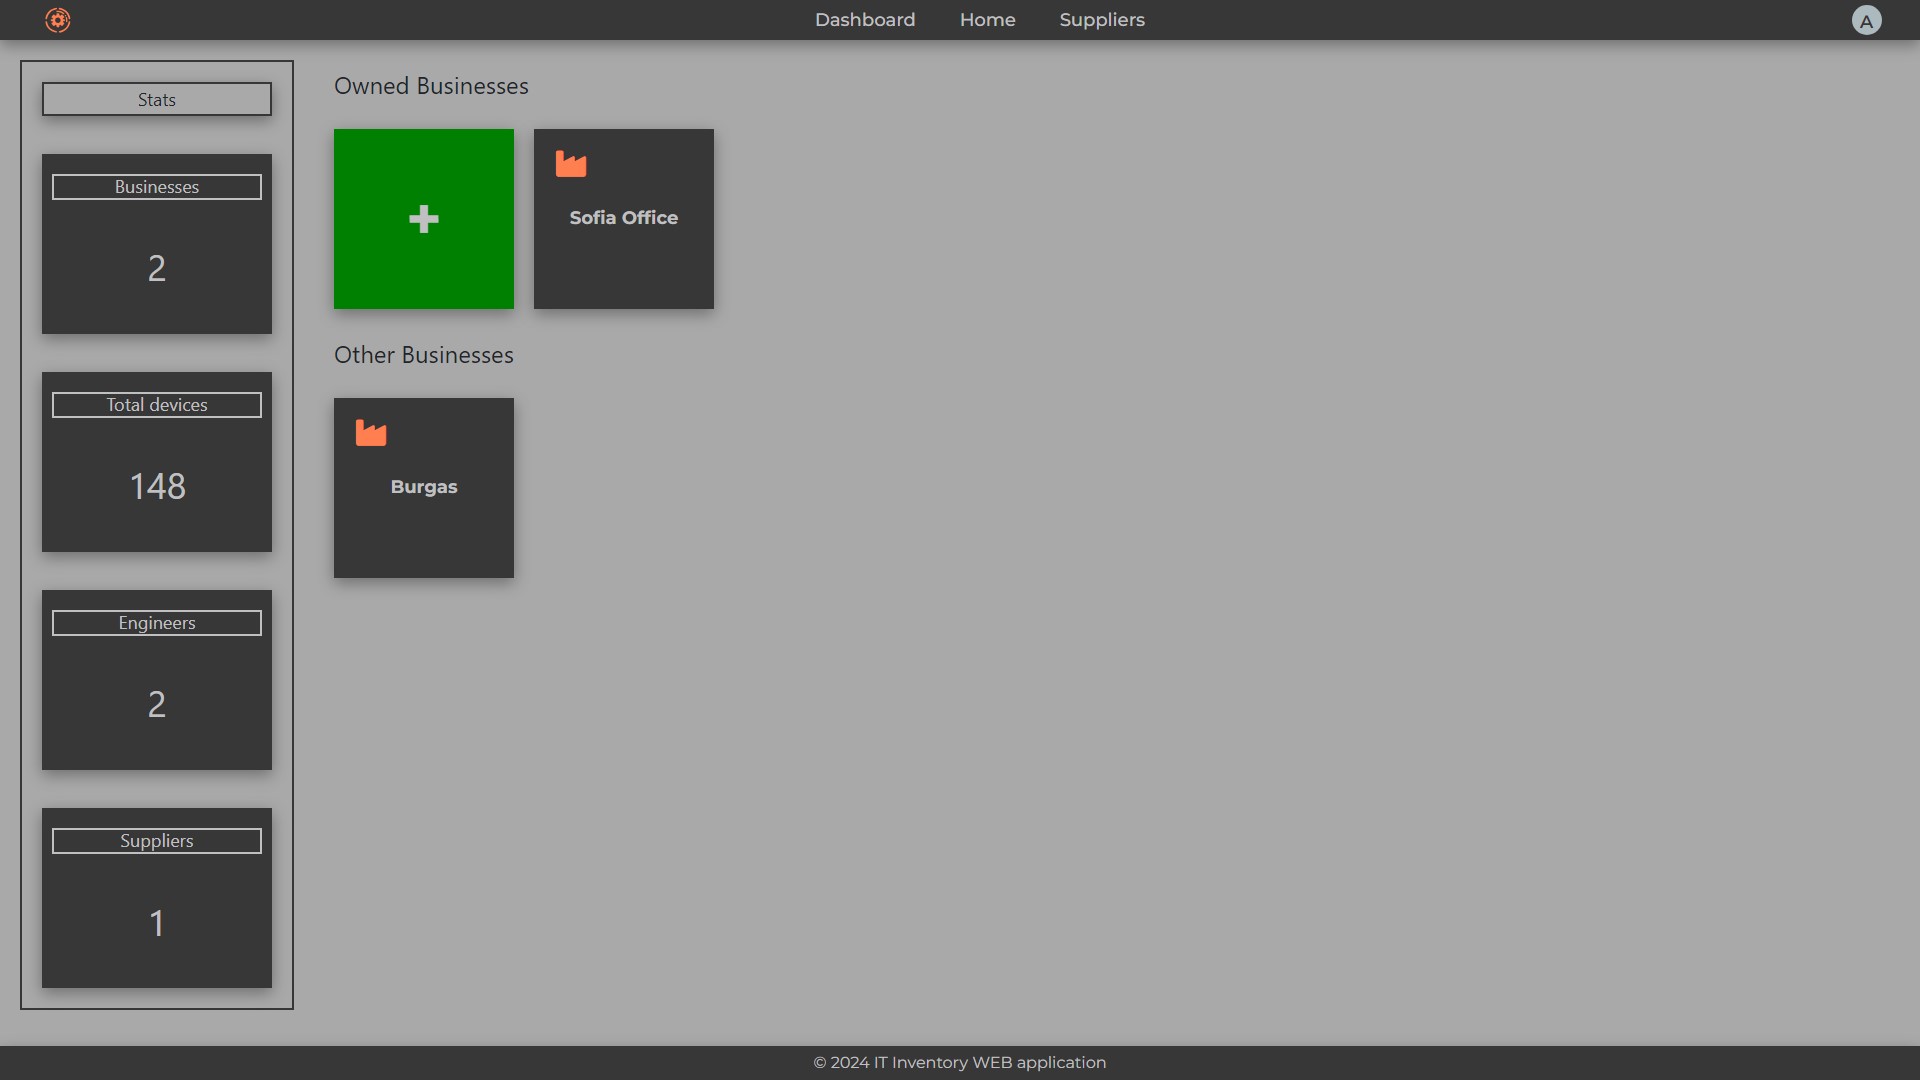 Dashboard Home Suppliers
A
Stats
Businesses
2
Total devices
148
Engineers
2
Suppliers
1
Owned Businesses
Sofia Office
Other Businesses
Burgas
© 2024 IT Inventory WEB application